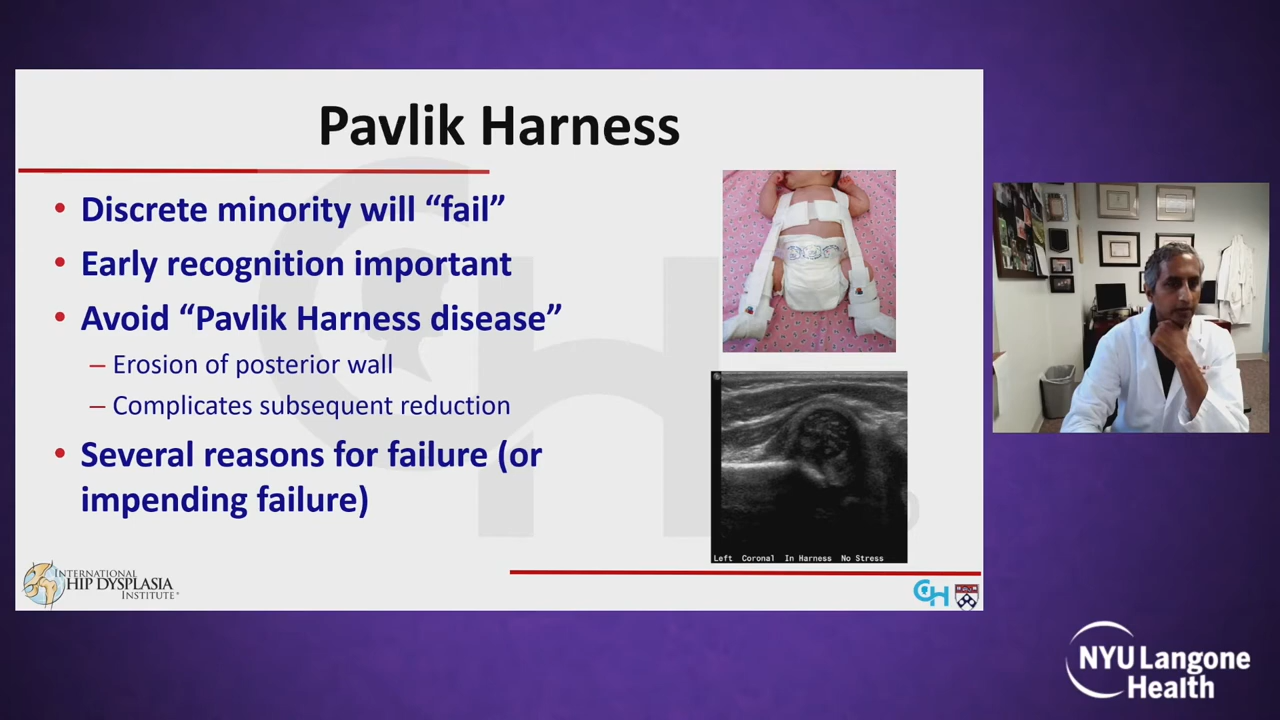 Pavlik Harness
• Discrete minority will “fail”
• Early recognition important
• Avoid “Pavlik Harness disease”
– Erosion of posterior wall
– Complicates subsequent reduction
• Several reasons for failure (or
impending failure)
Left Coronal In Harness No Stress
INTERNATIONAL
HIP DYSPLASIA
INSTITUTE®
CH
NYU Langone
Health